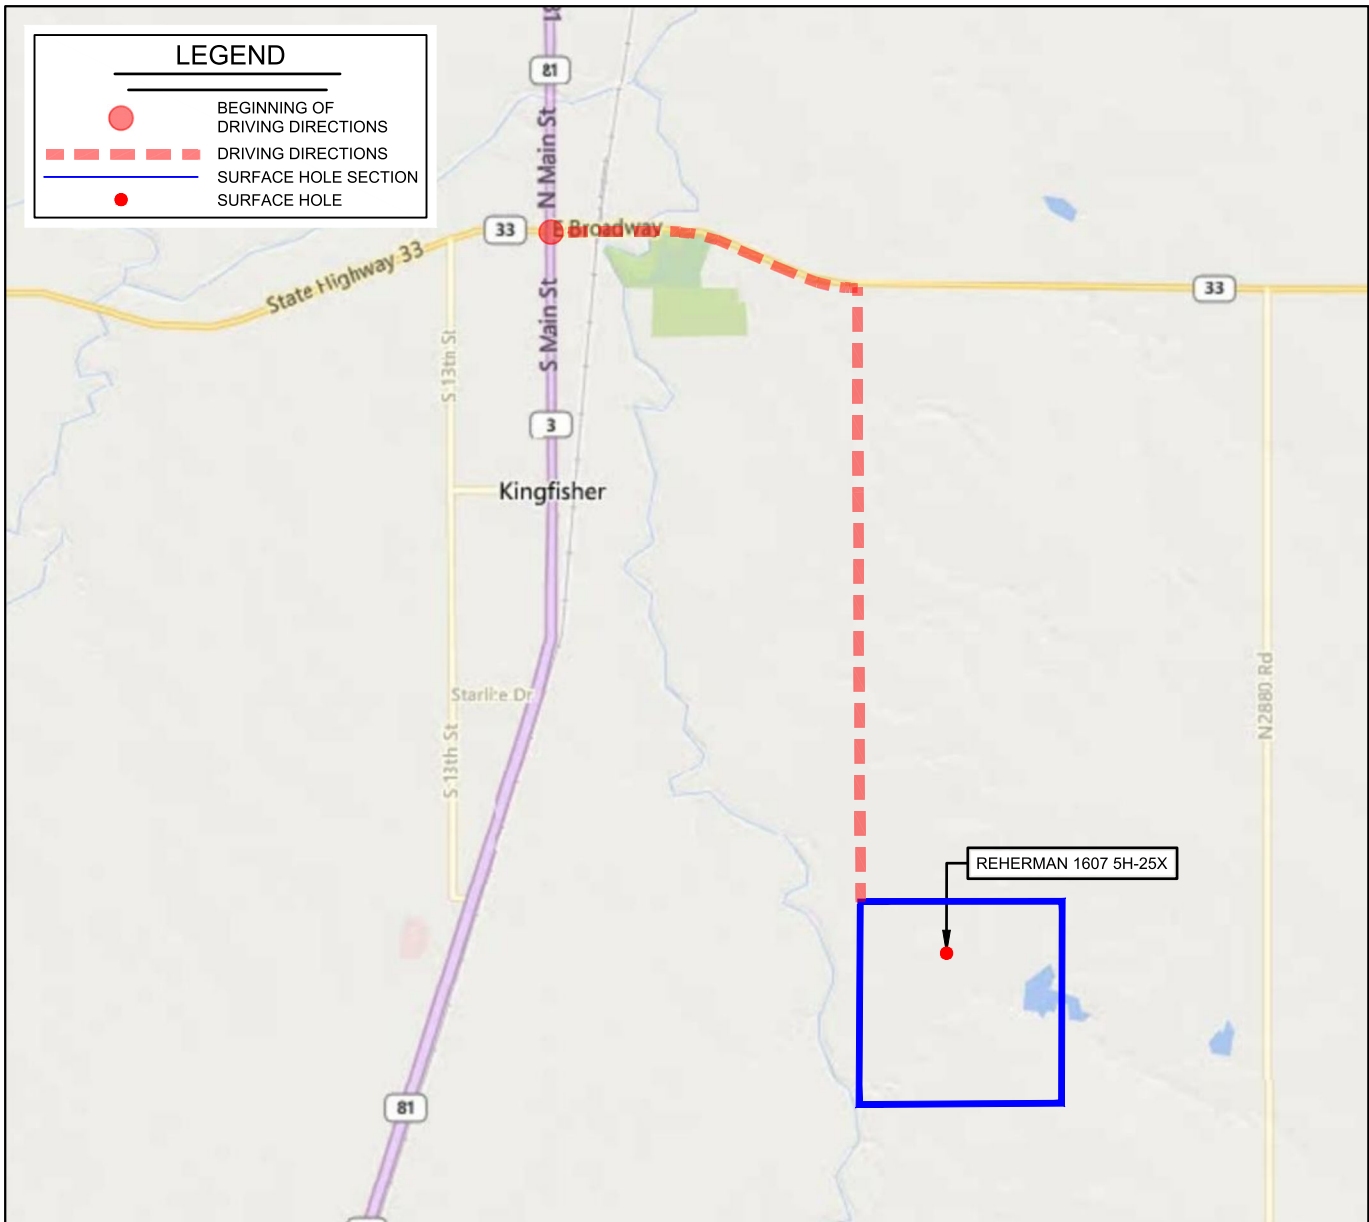 LEGEND
BEGINNING OF
DRIVING DIRECTIONS
DRIVING DIRECTIONS
SURFACE HOLE SECTION
SURFACE HOLE
81
81
N Main St
33
E Broadway
State Highway 33
33
S Main St
S 13th St
3
Kingfisher
Starlite Dr
N2880 Rd
S 13th St
REHERMAN 1607 5H-25X
81